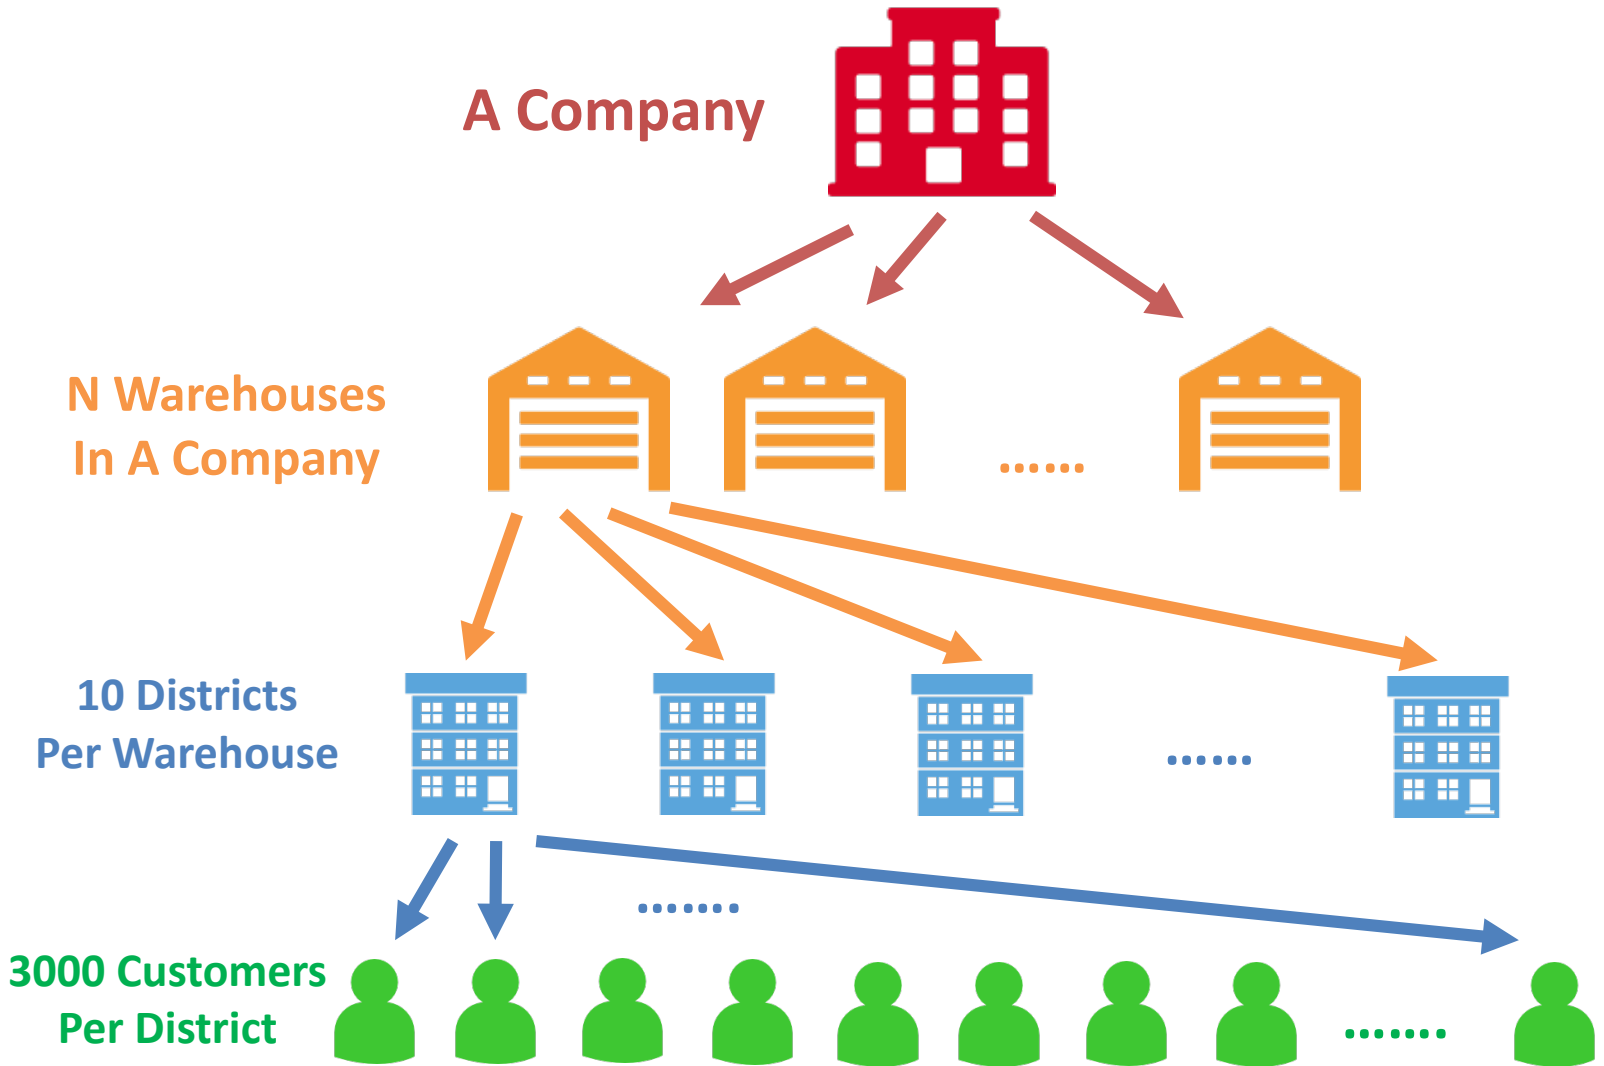 A Company
N Warehouses
In A Company
10 Districts
Per Warehouse
3000 Customers
Per District